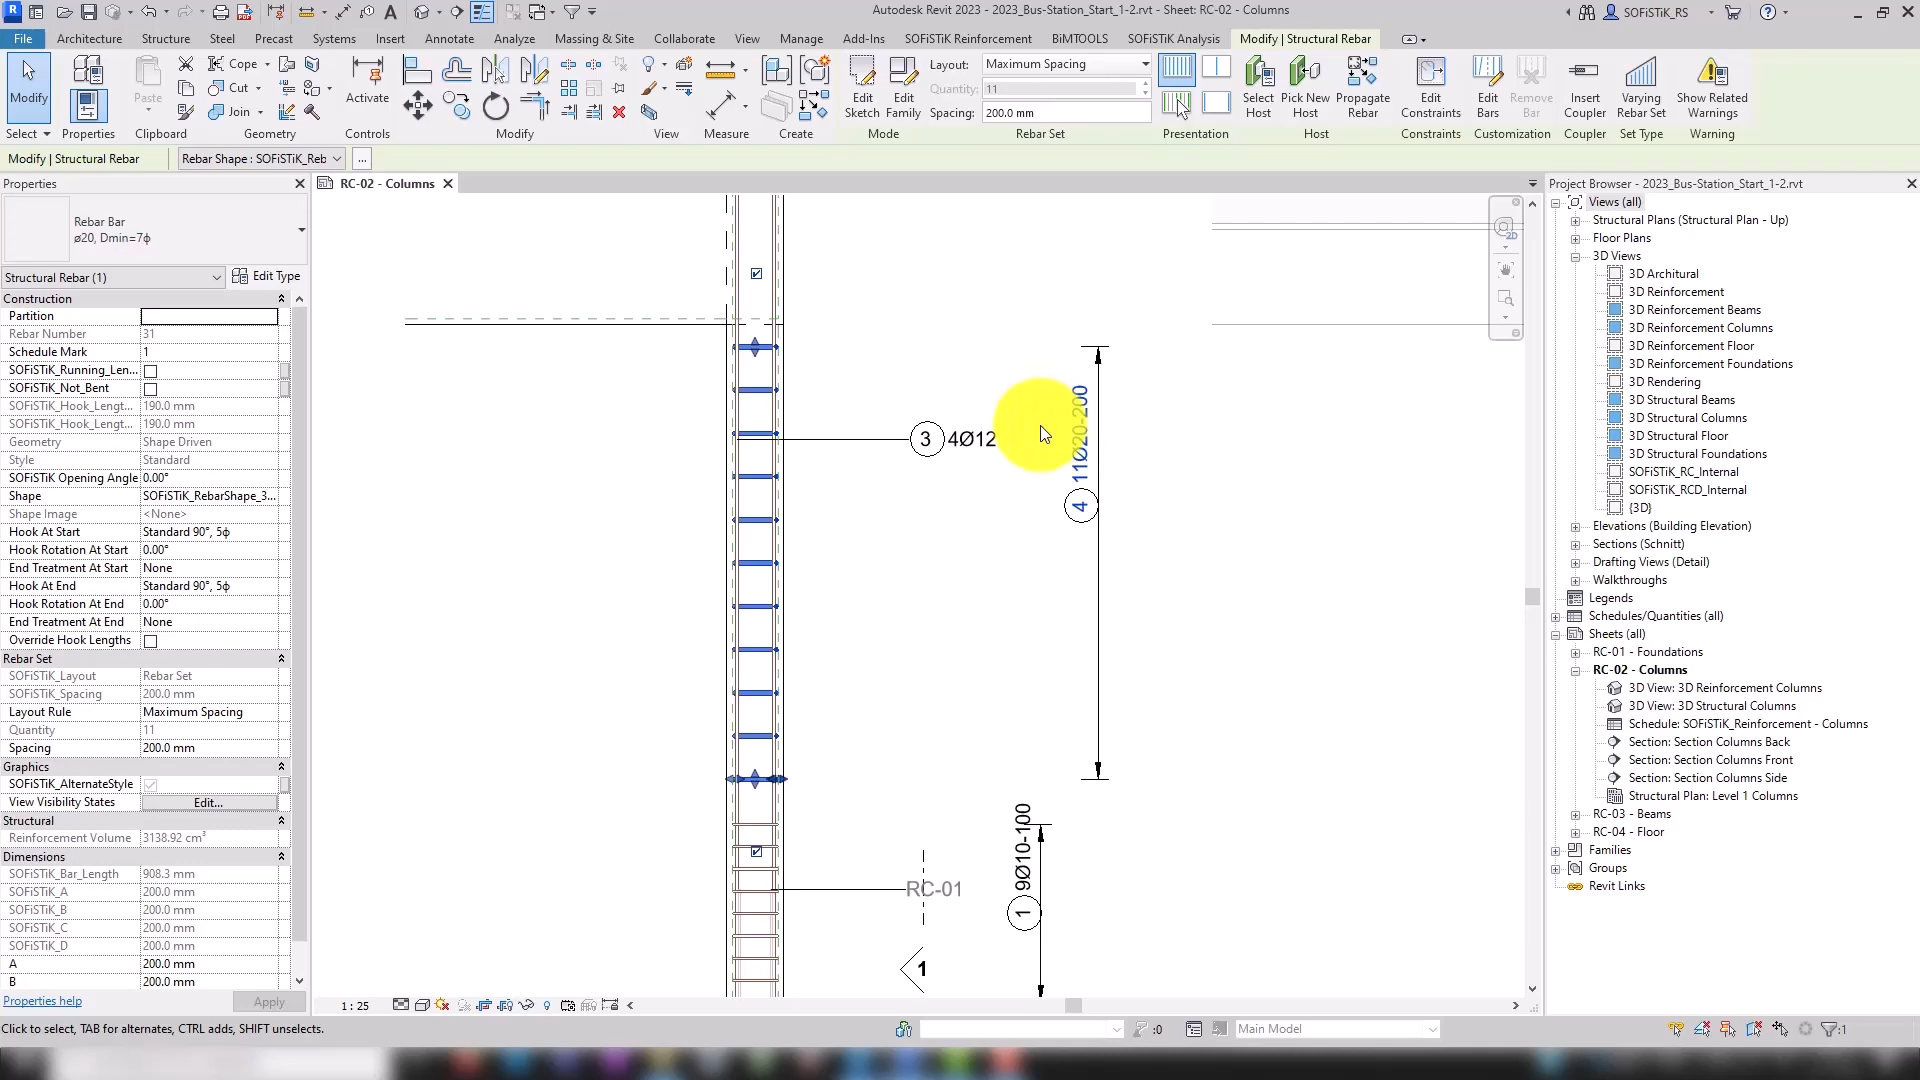 Autodesk Revit 2023 - 2023_Bus-Station_Start_1-2.rvt - Sheet: RC-02 - Columns
SOFiSTiK_RS
File Architecture Structure Steel Precast Systems Insert Annotate Analyze Massing & Site Collaborate View Manage Add-Ins SOFiSTiK Reinforcement BiMTOOLS SOFiSTiK Analysis Modify | Structural Rebar
Modify
Paste
Cope
Cut
Join
Activate
Edit Sketch
Edit Family
Layout: Maximum Spacing
Quantity: 11
Spacing: 200.0 mm
Select Host
Pick New Host
Propagate Rebar
Edit Constraints
Edit Bars
Remove Bar
Insert Coupler
Varying Rebar Set
Show Related Warnings
Select Properties Clipboard Geometry Controls Modify View Measure Create Mode Rebar Set Presentation Host Constraints Customization Coupler Set Type Warning
Modify | Structural Rebar
Rebar Shape : SOFiSTiK_Reb
...
Properties
Rebar Bar
ø20, Dmin=7ɸ
Structural Rebar (1)
Edit Type
Construction
Partition
Rebar Number 31
Schedule Mark 1
SOFiSTiK_Running_Len...
SOFiSTiK_Not_Bent
SOFiSTiK_Hook_Lengt... 190.0 mm
SOFiSTiK_Hook_Lengt... 190.0 mm
Geometry Shape Driven
Style Standard
SOFiSTiK Opening Angle 0.00°
Shape SOFiSTiK_RebarShape_3...
Shape Image <None>
Hook At Start Standard 90°, 5ɸ
Hook Rotation At Start 0.00°
End Treatment At Start None
Hook At End Standard 90°, 5ɸ
Hook Rotation At End 0.00°
End Treatment At End None
Override Hook Lengths
Rebar Set
SOFiSTiK_Layout Rebar Set
SOFiSTiK_Spacing 200.0 mm
Layout Rule Maximum Spacing
Quantity 11
Spacing 200.0 mm
Graphics
SOFiSTiK_AlternateStyle
View Visibility States Edit...
Structural
Reinforcement Volume 3138.92 cm³
Dimensions
SOFiSTiK_Bar_Length 908.3 mm
SOFiSTiK_A 200.0 mm
SOFiSTiK_B 200.0 mm
SOFiSTiK_C 200.0 mm
SOFiSTiK_D 200.0 mm
A 200.0 mm
B 200.0 mm
Properties help
Apply
RC-02 - Columns
2D
3 4Ø12
4 11Ø20-200
RC-01
1 9Ø10-100
1
1 : 25
Project Browser - 2023_Bus-Station_Start_1-2.rvt
Views (all)
Structural Plans (Structural Plan - Up)
Floor Plans
3D Views
3D Architural
3D Reinforcement
3D Reinforcement Beams
3D Reinforcement Columns
3D Reinforcement Floor
3D Reinforcement Foundations
3D Rendering
3D Structural Beams
3D Structural Columns
3D Structural Floor
3D Structural Foundations
SOFiSTiK_RC_Internal
SOFiSTiK_RCD_Internal
{3D}
Elevations (Building Elevation)
Sections (Schnitt)
Drafting Views (Detail)
Walkthroughs
Legends
Schedules/Quantities (all)
Sheets (all)
RC-01 - Foundations
RC-02 - Columns
3D View: 3D Reinforcement Columns
3D View: 3D Structural Columns
Schedule: SOFiSTiK_Reinforcement - Columns
Section: Section Columns Back
Section: Section Columns Front
Section: Section Columns Side
Structural Plan: Level 1 Columns
RC-03 - Beams
RC-04 - Floor
Families
Groups
Revit Links
Click to select, TAB for alternates, CTRL adds, SHIFT unselects.
:0
Main Model
:1